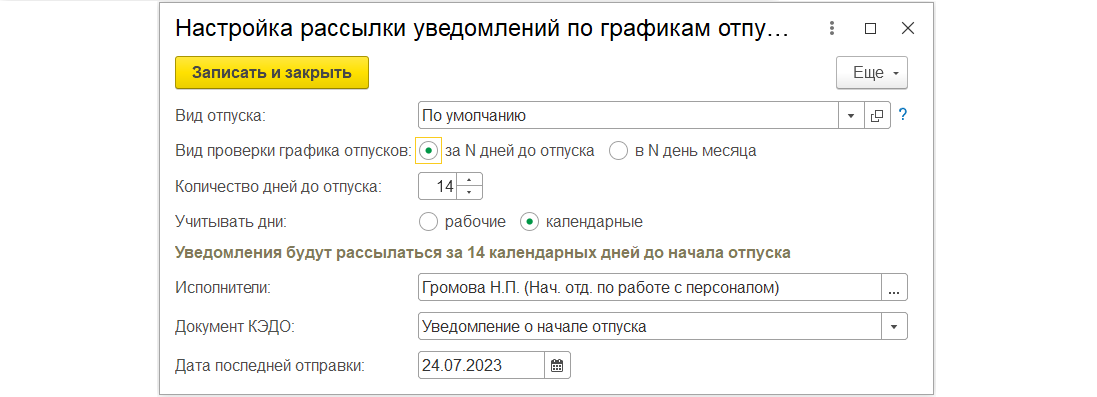 Настройка рассылки уведомлений по графикам отпу...
Записать и закрыть
Еще
Вид отпуска: По умолчанию ?
Вид проверки графика отпусков: за N дней до отпуска в N день месяца
Количество дней до отпуска: 14
Учитывать дни: рабочие календарные
Уведомления будут рассылаться за 14 календарных дней до начала отпуска
Исполнители: Громова Н.П. (Нач. отд. по работе с персоналом) ...
Документ КЭДО: Уведомление о начале отпуска
Дата последней отправки: 24.07.2023